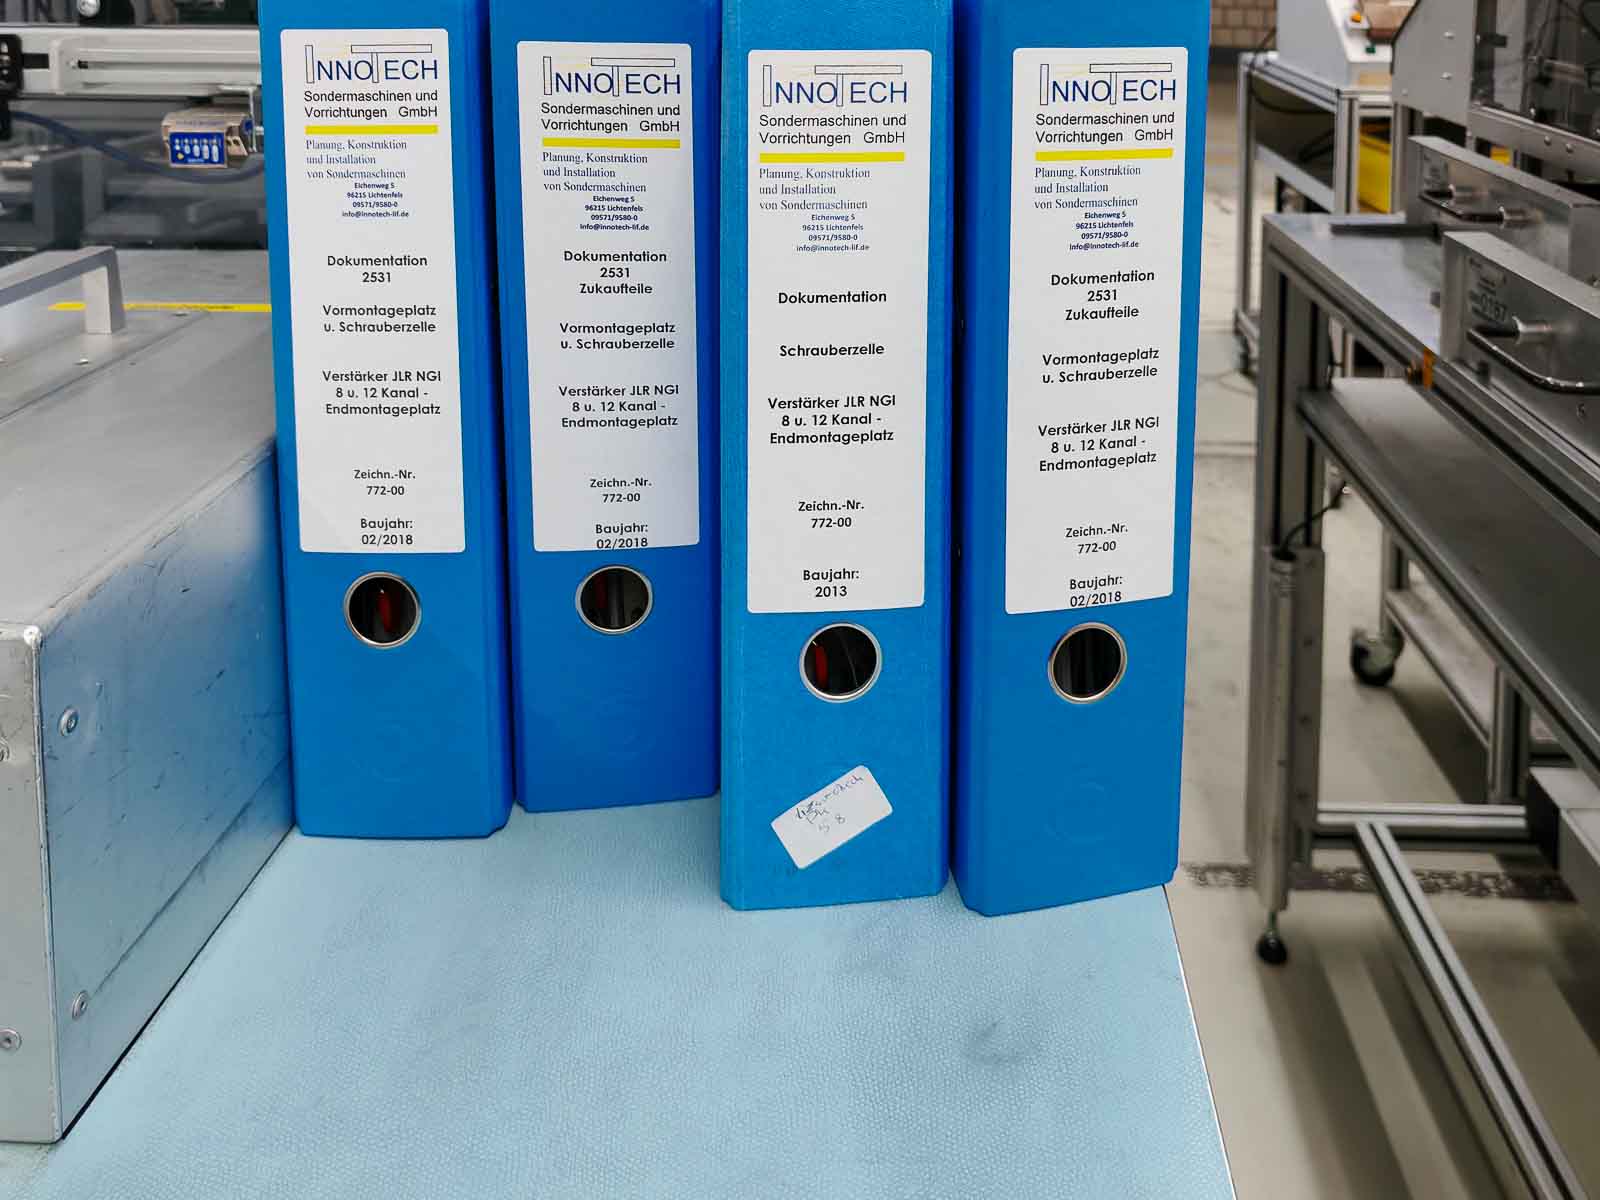 INNOTECH
Sondermaschinen und
Vorrichtungen GmbH
Planung, Konstruktion
und Installation
von Sondermaschinen
Eichenweg 5
96215 Lichtenfels
09571/9580-0
info@innotech-lif.de
Dokumentation
2531
Vormontageplatz
u. Schrauberzelle
Verstärker JLR NGI
8 u. 12 Kanal -
Endmontageplatz
Zeichn.-Nr.
772-00
Baujahr:
02/2018
INNOTECH
Sondermaschinen und
Vorrichtungen GmbH
Planung, Konstruktion
und Installation
von Sondermaschinen
Eichenweg 5
96215 Lichtenfels
09571/9580-0
info@innotech-lif.de
Dokumentation
2531
Zukaufteile
Vormontageplatz
u. Schrauberzelle
Verstärker JLR NGI
8 u. 12 Kanal -
Endmontageplatz
Zeichn.-Nr.
772-00
Baujahr:
02/2018
INNOTECH
Sondermaschinen und
Vorrichtungen GmbH
Planung, Konstruktion
und Installation
von Sondermaschinen
Eichenweg 5
96215 Lichtenfels
09571/9580-0
info@innotech-lif.de
Dokumentation
Schrauberzelle
Verstärker JLR NGI
8 u. 12 Kanal -
Endmontageplatz
Zeichn.-Nr.
772-00
Baujahr:
2013
58
INNOTECH
Sondermaschinen und
Vorrichtungen GmbH
Planung, Konstruktion
und Installation
von Sondermaschinen
Eichenweg 5
96215 Lichtenfels
09571/9580-0
info@innotech-lif.de
Dokumentation
2531
Zukaufteile
Vormontageplatz
u. Schrauberzelle
Verstärker JLR NGI
8 u. 12 Kanal -
Endmontageplatz
Zeichn.-Nr.
772-00
Baujahr:
02/2018
0187